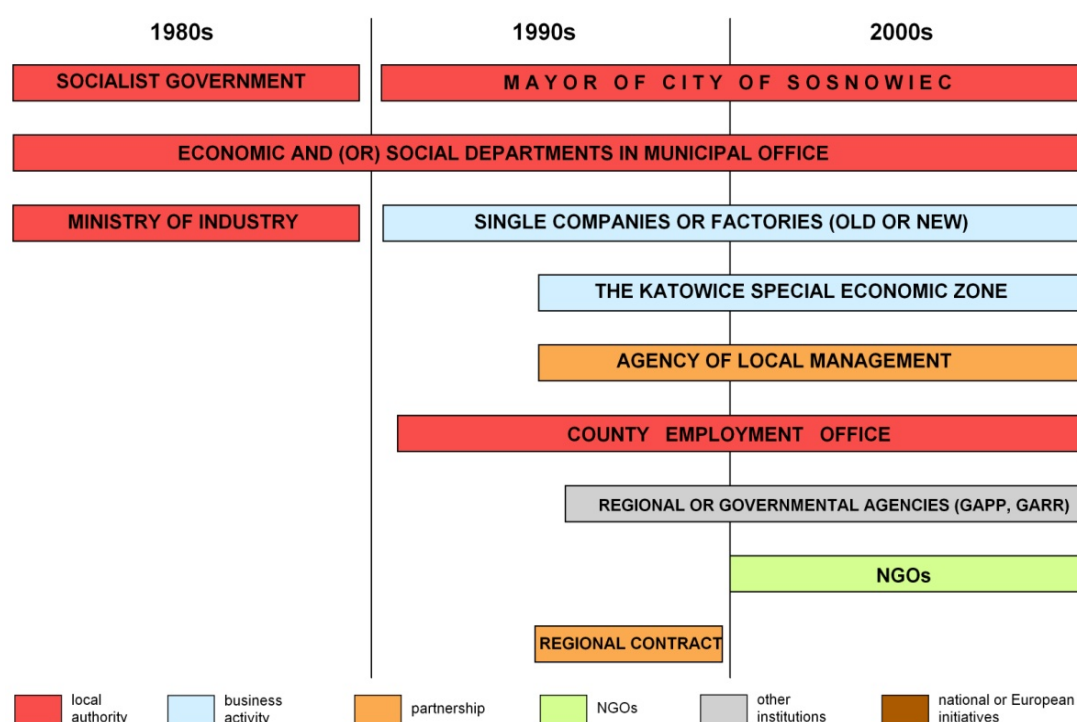 1980s 1990s 2000s
SOCIALIST GOVERNMENT MAYOR OF CITY OF SOSNOWIEC
ECONOMIC AND (OR) SOCIAL DEPARTMENTS IN MUNICIPAL OFFICE
MINISTRY OF INDUSTRY SINGLE COMPANIES OR FACTORIES (OLD OR NEW)
THE KATOWICE SPECIAL ECONOMIC ZONE
AGENCY OF LOCAL MANAGEMENT
COUNTY EMPLOYMENT OFFICE
REGIONAL OR GOVERNMENTAL AGENCIES (GAPP, GARR)
NGOs
REGIONAL CONTRACT
local
authority
business
activity
partnership
NGOs
other
institutions
national or European
initiatives